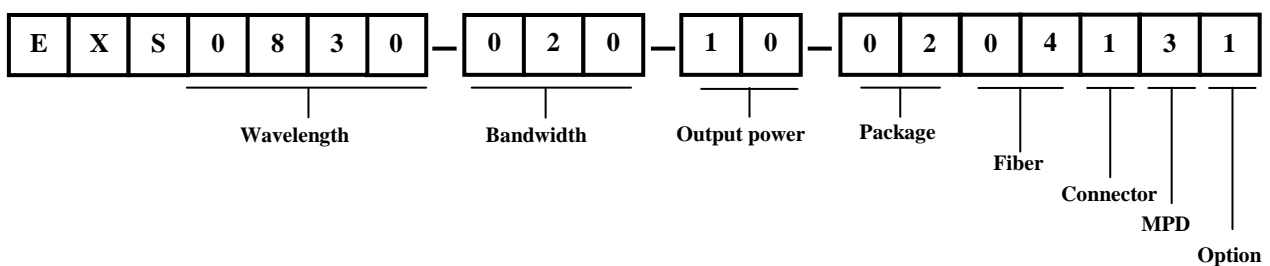 E X S 0 8 3 0 – 0 2 0 – 1 0 – 0 2 0 4 1 3 1
Wavelength Bandwidth Output power Package
Fiber
Connector
MPD
Option